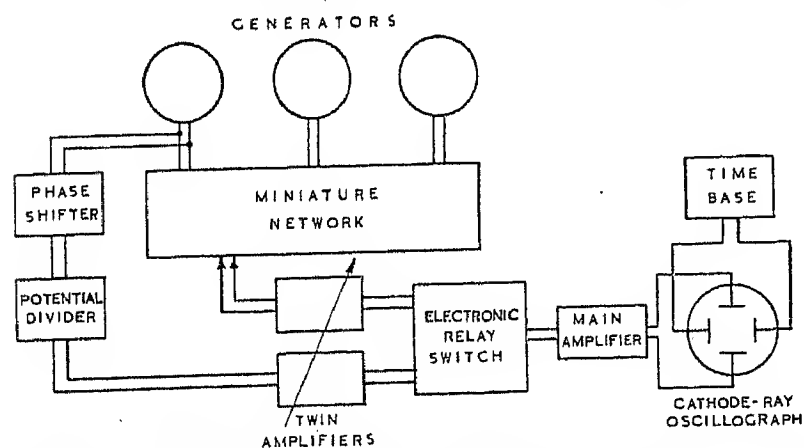 GENERATORS
PHASE
SHIFTER
MINIATURE
NETWORK
TIME
BASE
POTENTIAL
DIVIDER
ELECTRONIC
RELAY
SWITCH
MAIN
AMPLIFIER
TWIN
AMPLIFIERS
CATHODE-RAY
OSCILLOGRAPH